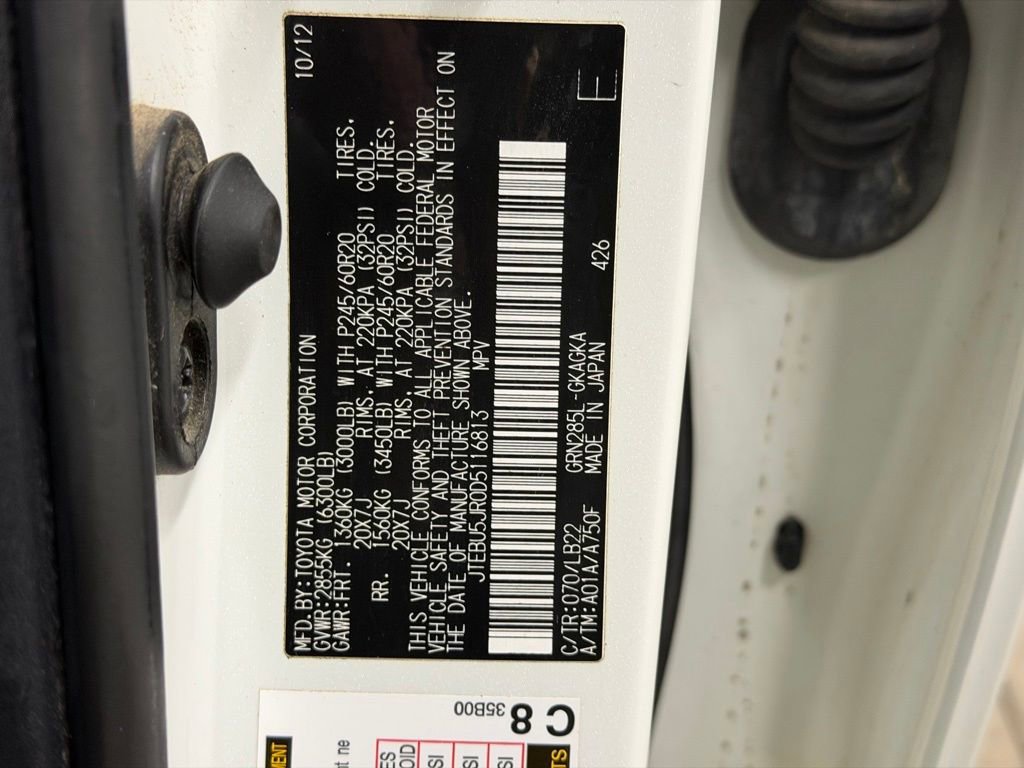 MFD.BY:TOYOTA MOTOR CORPORATION 10/12
GVWR:2855KG (6300LB)
GAWR:FRT. 1360KG (3000LB) WITH P245/60R20 TIRES.
20X7J RIMS, AT 220KPA (32PSI) COLD.
RR. 1560KG (3450LB) WITH P245/60R20 TIRES.
20X7J RIMS, AT 220KPA (32PSI) COLD.
THIS VEHICLE CONFORMS TO ALL APPLICABLE FEDERAL MOTOR
VEHICLE SAFETY AND THEFT PREVENTION STANDARDS IN EFFECT ON
THE DATE OF MANUFACTURE SHOWN ABOVE.
JTEBU5JR0D5116813 MPV
C/TR:070/LB22 GRN285L-GKAGKA 426
A/TM:A01A/A750F MADE IN JAPAN
E
C 8
35B00